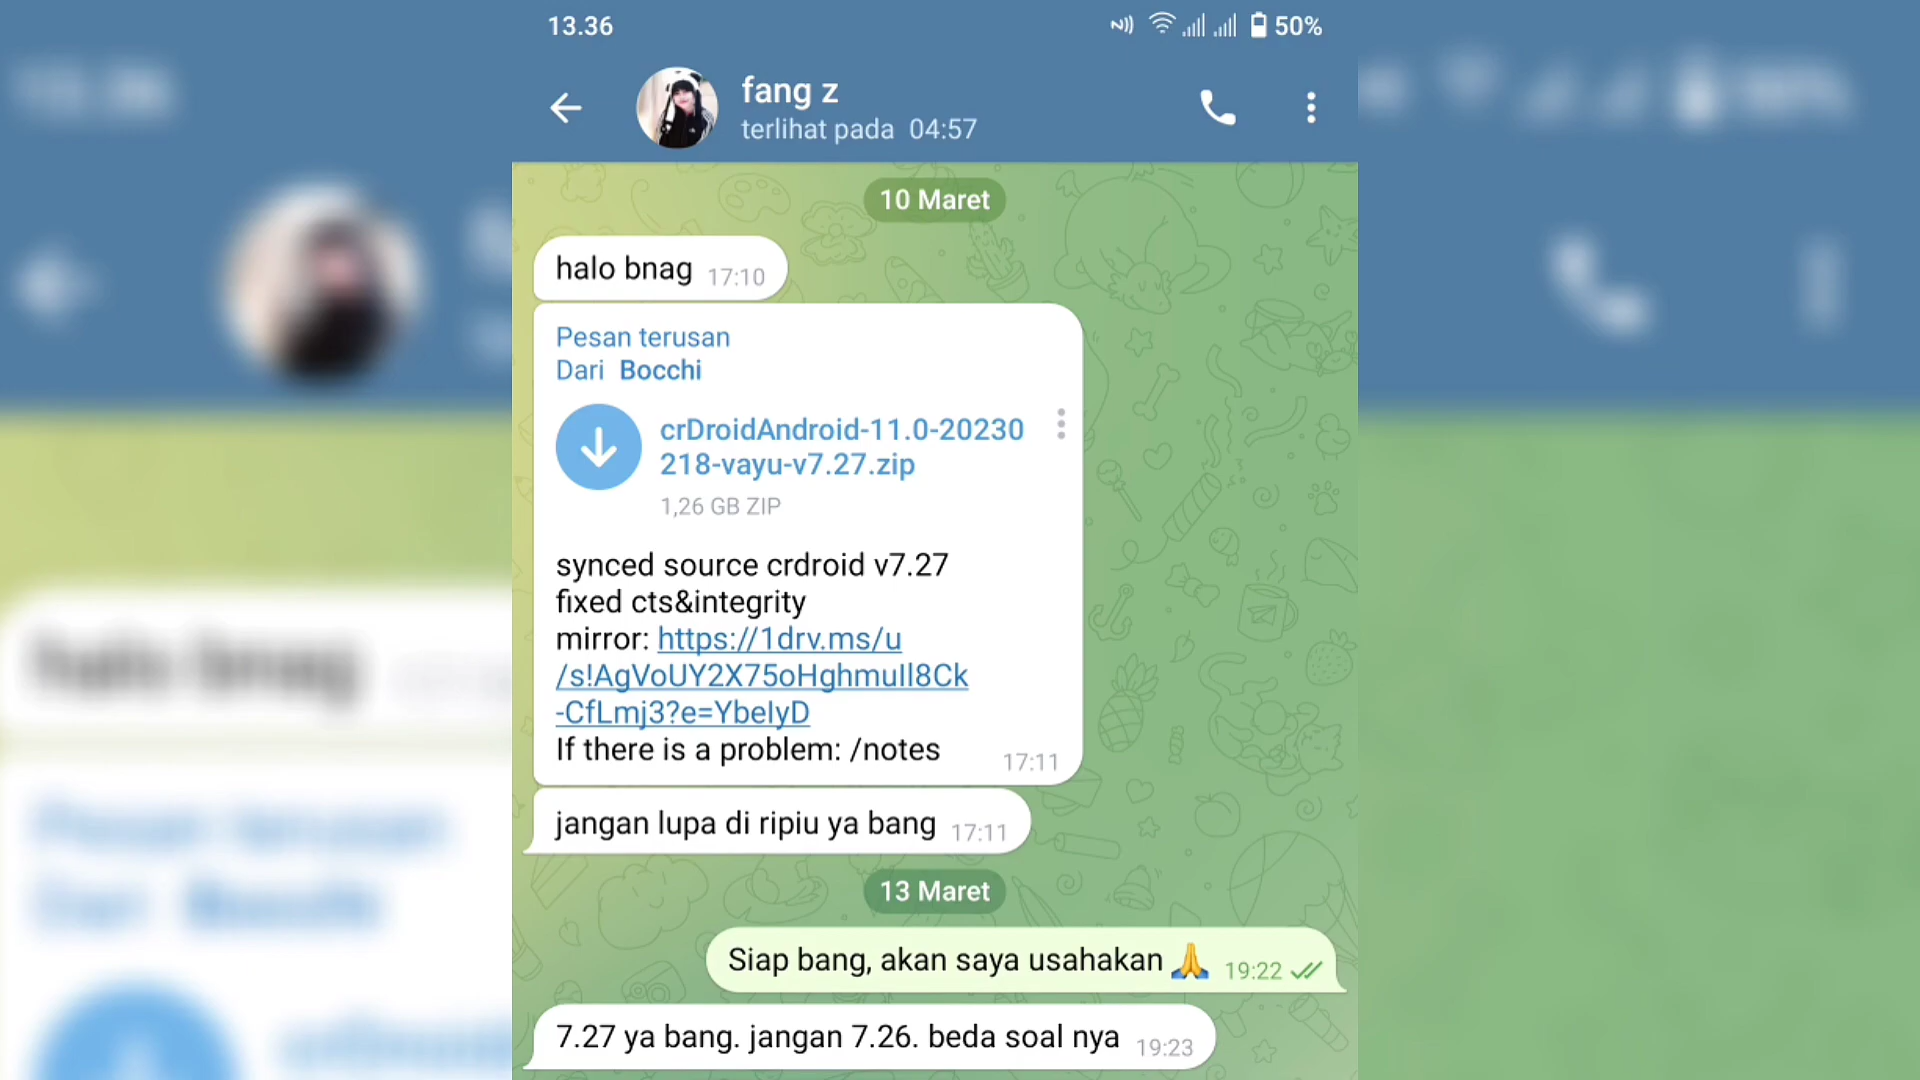 13.36
50%
fang z
terlihat pada 04:57
10 Maret
halo bnag 17:10
Pesan terusan
Dari Bocchi
crDroidAndroid-11.0-20230
218-vayu-v7.27.zip
1,26 GB ZIP
synced source crdroid v7.27
fixed cts&integrity
mirror: https://1drv.ms/u
/s!AgVoUY2X75oHghmuIl8Ck
-CfLmj3?e=YbelyD
If there is a problem: /notes 17:11
jangan lupa di ripiu ya bang 17:11
13 Maret
Siap bang, akan saya usahakan 🙏 19:22
7.27 ya bang. jangan 7.26. beda soal nya 19:23